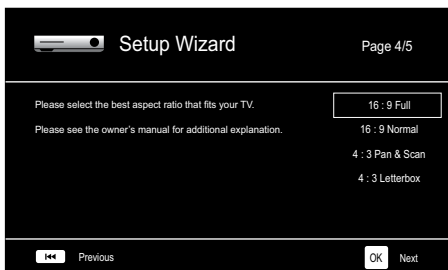 Setup Wizard
Page 4/5
Please select the best aspect ratio that fits your TV.
Please see the owner's manual for additional explanation.
16 : 9 Full
16 : 9 Normal
4 : 3 Pan & Scan
4 : 3 Letterbox
Previous
OK Next